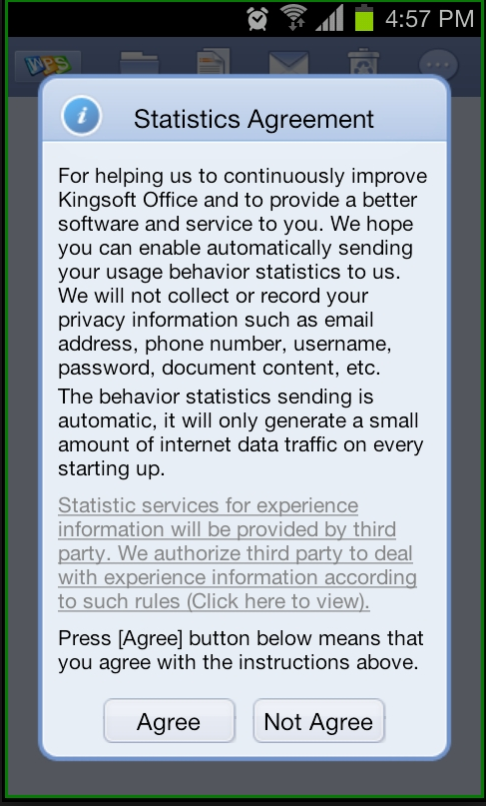 4:57 PM
WPS
Statistics Agreement
For helping us to continuously improve
Kingsoft Office and to provide a better
software and service to you. We hope
you can enable automatically sending
your usage behavior statistics to us.
We will not collect or record your
privacy information such as email
address, phone number, username,
password, document content, etc.
The behavior statistics sending is
automatic, it will only generate a small
amount of internet data traffic on every
starting up.
Statistic services for experience
information will be provided by third
party. We authorize third party to deal
with experience information according
to such rules (Click here to view).
Press [Agree] button below means that
you agree with the instructions above.
Agree
Not Agree